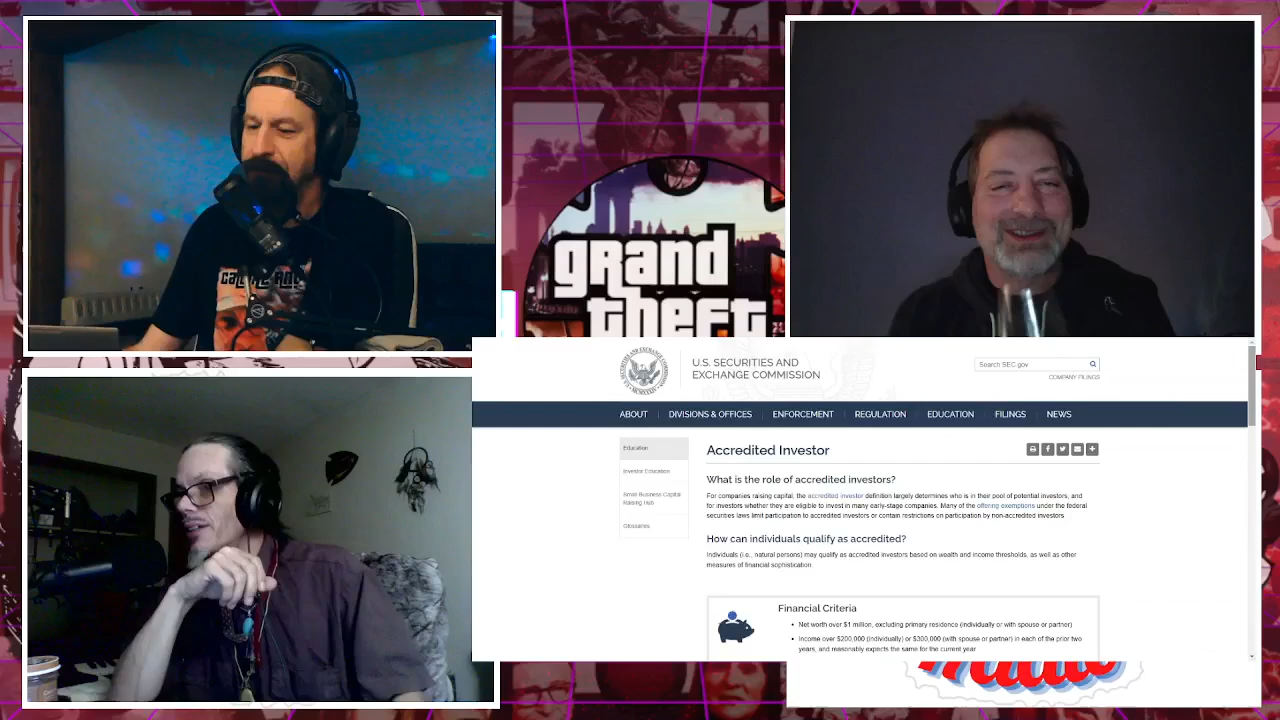 CALL ME
grand
theft
U.S. SECURITIES AND
EXCHANGE COMMISSION
Search SEC.gov
COMPANY FILINGS
ABOUT
DIVISIONS & OFFICES
ENFORCEMENT
REGULATION
EDUCATION
FILINGS
NEWS
Education
Investor Education
Small Business Capital
Raising Hub
Glossaries
Accredited Investor
What is the role of accredited investors?
For companies raising capital, the accredited investor definition largely determines who is in their pool of potential investors, and
for investors whether they are eligible to invest in many early-stage companies. Many of the offering exemptions under the federal
securities laws limit participation to accredited investors or contain restrictions on participation by non-accredited investors
How can individuals qualify as accredited?
Individuals (i.e., natural persons) may qualify as accredited investors based on wealth and income thresholds, as well as other
measures of financial sophistication.
Financial Criteria
• Net worth over $1 million, excluding primary residence (individually or with spouse or partner)
• Income over $200,000 (individually) or $300,000 (with spouse or partner) in each of the prior two
years, and reasonably expects the same for the current year